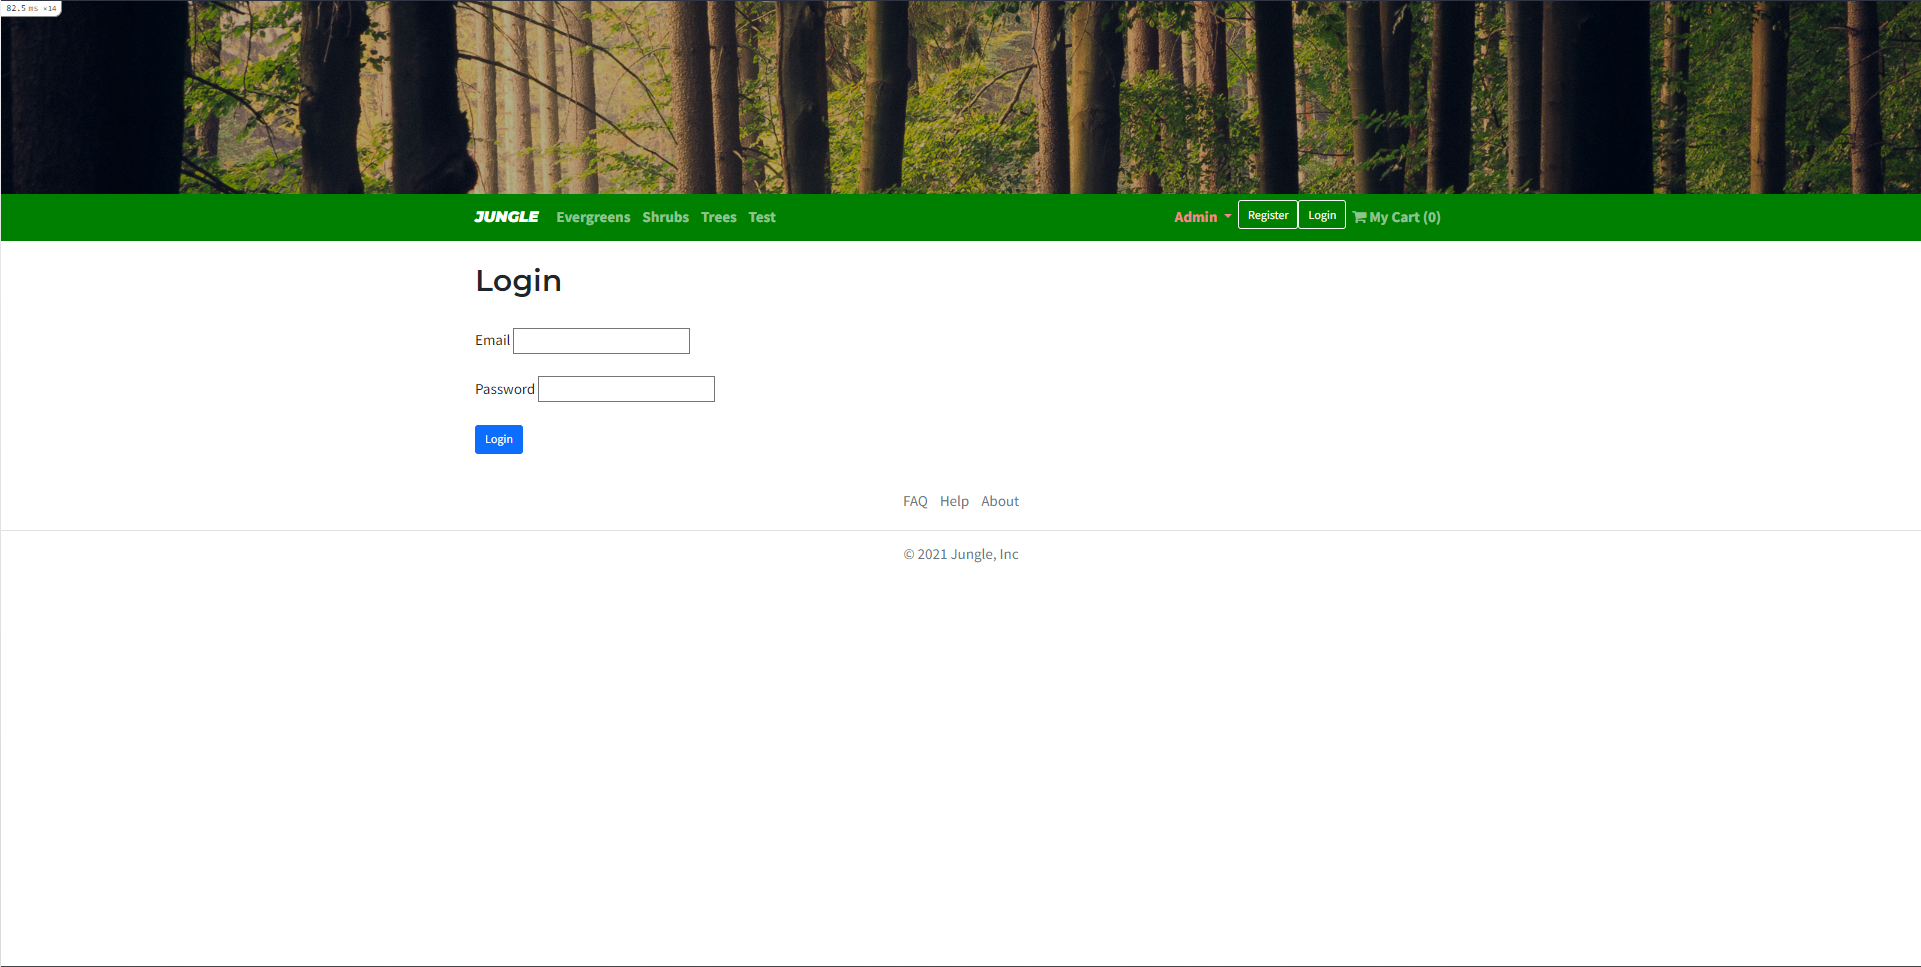 82.5 ms ×14
JUNGLE Evergreens Shrubs Trees Test Admin Register Login My Cart (0)
Login
Email
Password
Login
FAQ Help About
© 2021 Jungle, Inc